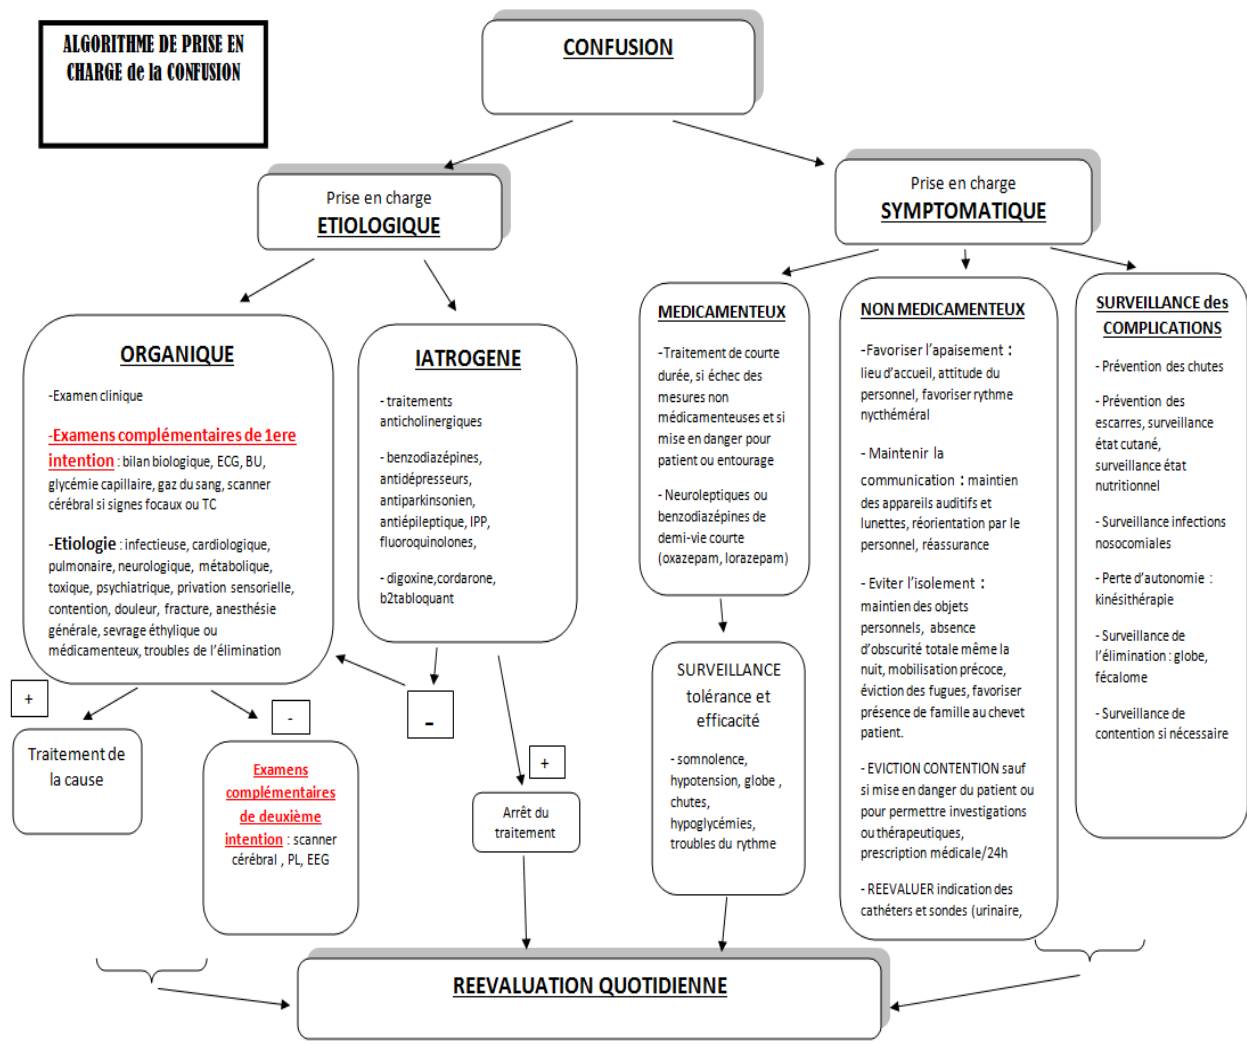 ALGORITHME DE PRISE EN
CHARGE de la CONFUSION
CONFUSION
Prise en charge
ETIOLOGIQUE
Prise en charge
SYMPTOMATIQUE
ORGANIQUE
-Examen clinique
-Examens complémentaires de 1ere
intention : bilan biologique, ECG, BU,
glycémie capillaire, gaz du sang, scanner
cérébral si signes focaux ou TC
-Etiologie : infectieuse, cardiologique,
pulmonaire, neurologique, métabolique,
toxique, psychiatrique, privation sensorielle,
contention, douleur, fracture, anesthésie
générale, sevrage éthylique ou
médicamenteux, troubles de l'élimination
IATROGENE
- traitements
anticholinergiques
- benzodiazépines,
antidépresseurs,
antiparkinsonien,
antiépileptique, IPP,
fluoroquinolones,
- digoxine,cordarone,
b2tabloquant
MEDICAMENTEUX
-Traitement de courte
durée, si échec des
mesures non
médicamenteuses et si
mise en danger pour
patient ou entourage
- Neuroleptiques ou
benzodiazépines de
demi-vie courte
(oxazepam, lorazepam)
NON MEDICAMENTEUX
-Favoriser l'apaisement :
lieu d'accueil, attitude du
personnel, favoriser rythme
nycthéméral
- Maintenir la
communication : maintien
des appareils auditifs et
lunettes, réorientation par le
personnel, réassurance
- Eviter l'isolement :
maintien des objets
personnels, absence
d'obscurité totale même la
nuit, mobilisation précoce,
éviction des fugues, favoriser
présence de famille au chevet
patient.
- EVICTION CONTENTION sauf
si mise en danger du patient ou
pour permettre investigations
ou thérapeutiques,
prescription médicale/24h
- REEVALUER indication des
cathéters et sondes (urinaire,
SURVEILLANCE des
COMPLICATIONS
- Prévention des chutes
- Prévention des
escarres, surveillance
état cutané,
surveillance état
nutritionnel
- Surveillance infections
nosocomiales
- Perte d'autonomie :
kinésithérapie
- Surveillance de
l'élimination : globe,
fécalome
- Surveillance de
contention si nécessaire
+
-
-
+
Traitement de
la cause
Examens
complémentaires
de deuxième
intention : scanner
cérébral , PL, EEG
Arrêt du
traitement
SURVEILLANCE
tolérance et
efficacité
- somnolence,
hypotension, globe ,
chutes,
hypoglycémies,
troubles du rythme
REEVALUATION QUOTIDIENNE